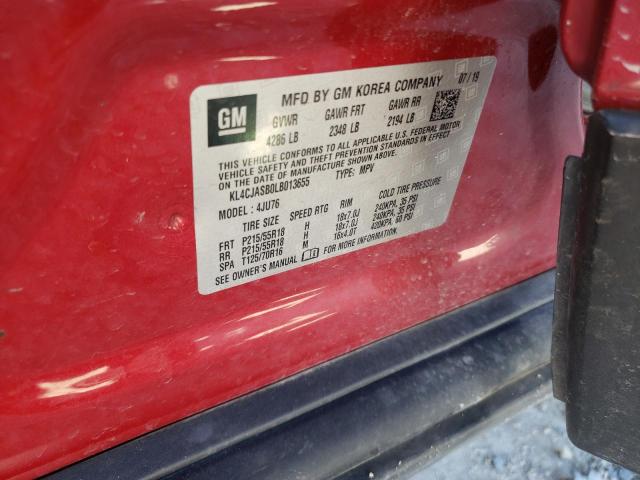 GM
MFD BY GM KOREA COMPANY 07/19
GVWR GAWR FRT GAWR RR
4286 LB 2348 LB 2194 LB
THIS VEHICLE CONFORMS TO ALL APPLICABLE U.S. FEDERAL MOTOR
VEHICLE SAFETY AND THEFT PREVENTION STANDARDS IN EFFECT ON
THE DATE OF MANUFACTURE SHOWN ABOVE.
KL4CJASB0LB013655 TYPE: MPV
MODEL : 4JU76
TIRE SIZE SPEED RTG RIM COLD TIRE PRESSURE
FRT P215/55R18 H 18x7.0J 240KPA, 35 PSI
RR P215/55R18 H 18x7.0J 240KPA, 35 PSI
SPA T125/70R16 M 16x4.0T 420KPA, 60 PSI
SEE OWNER'S MANUAL FOR MORE INFORMATION.